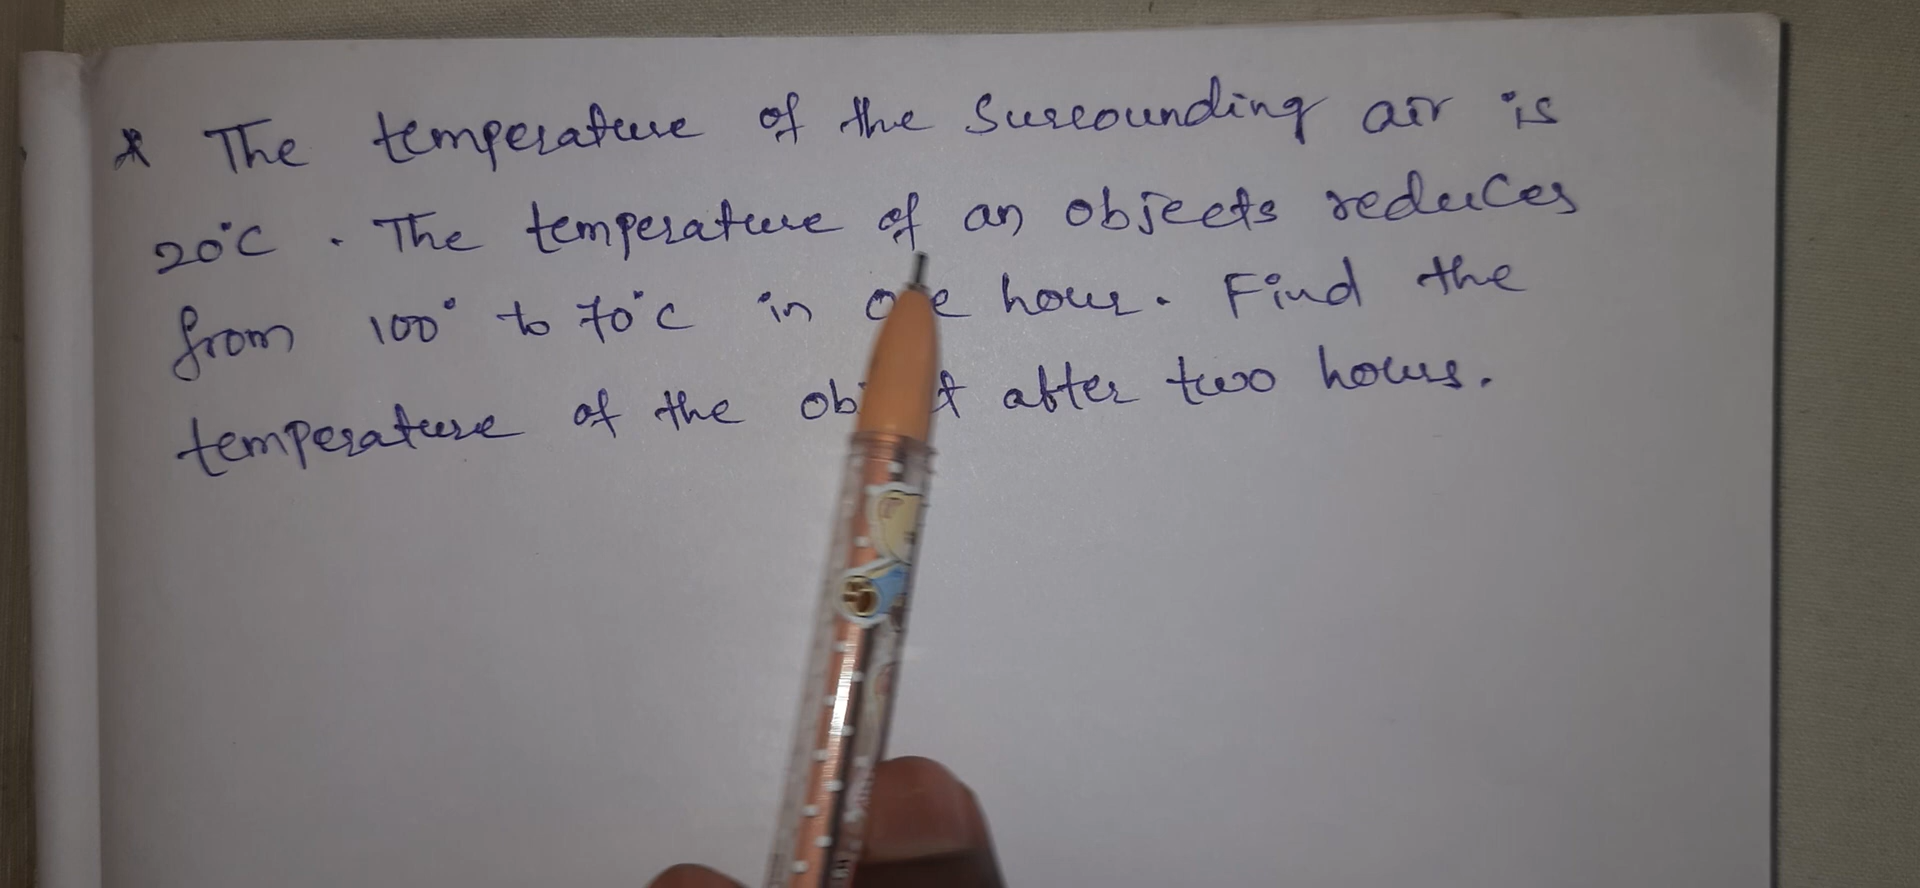 * The temperature of the Surrounding air is
20°C. The temperature of an objects reduces
from 100° to 70°C in hour. Find the
temperature of the after two hours.